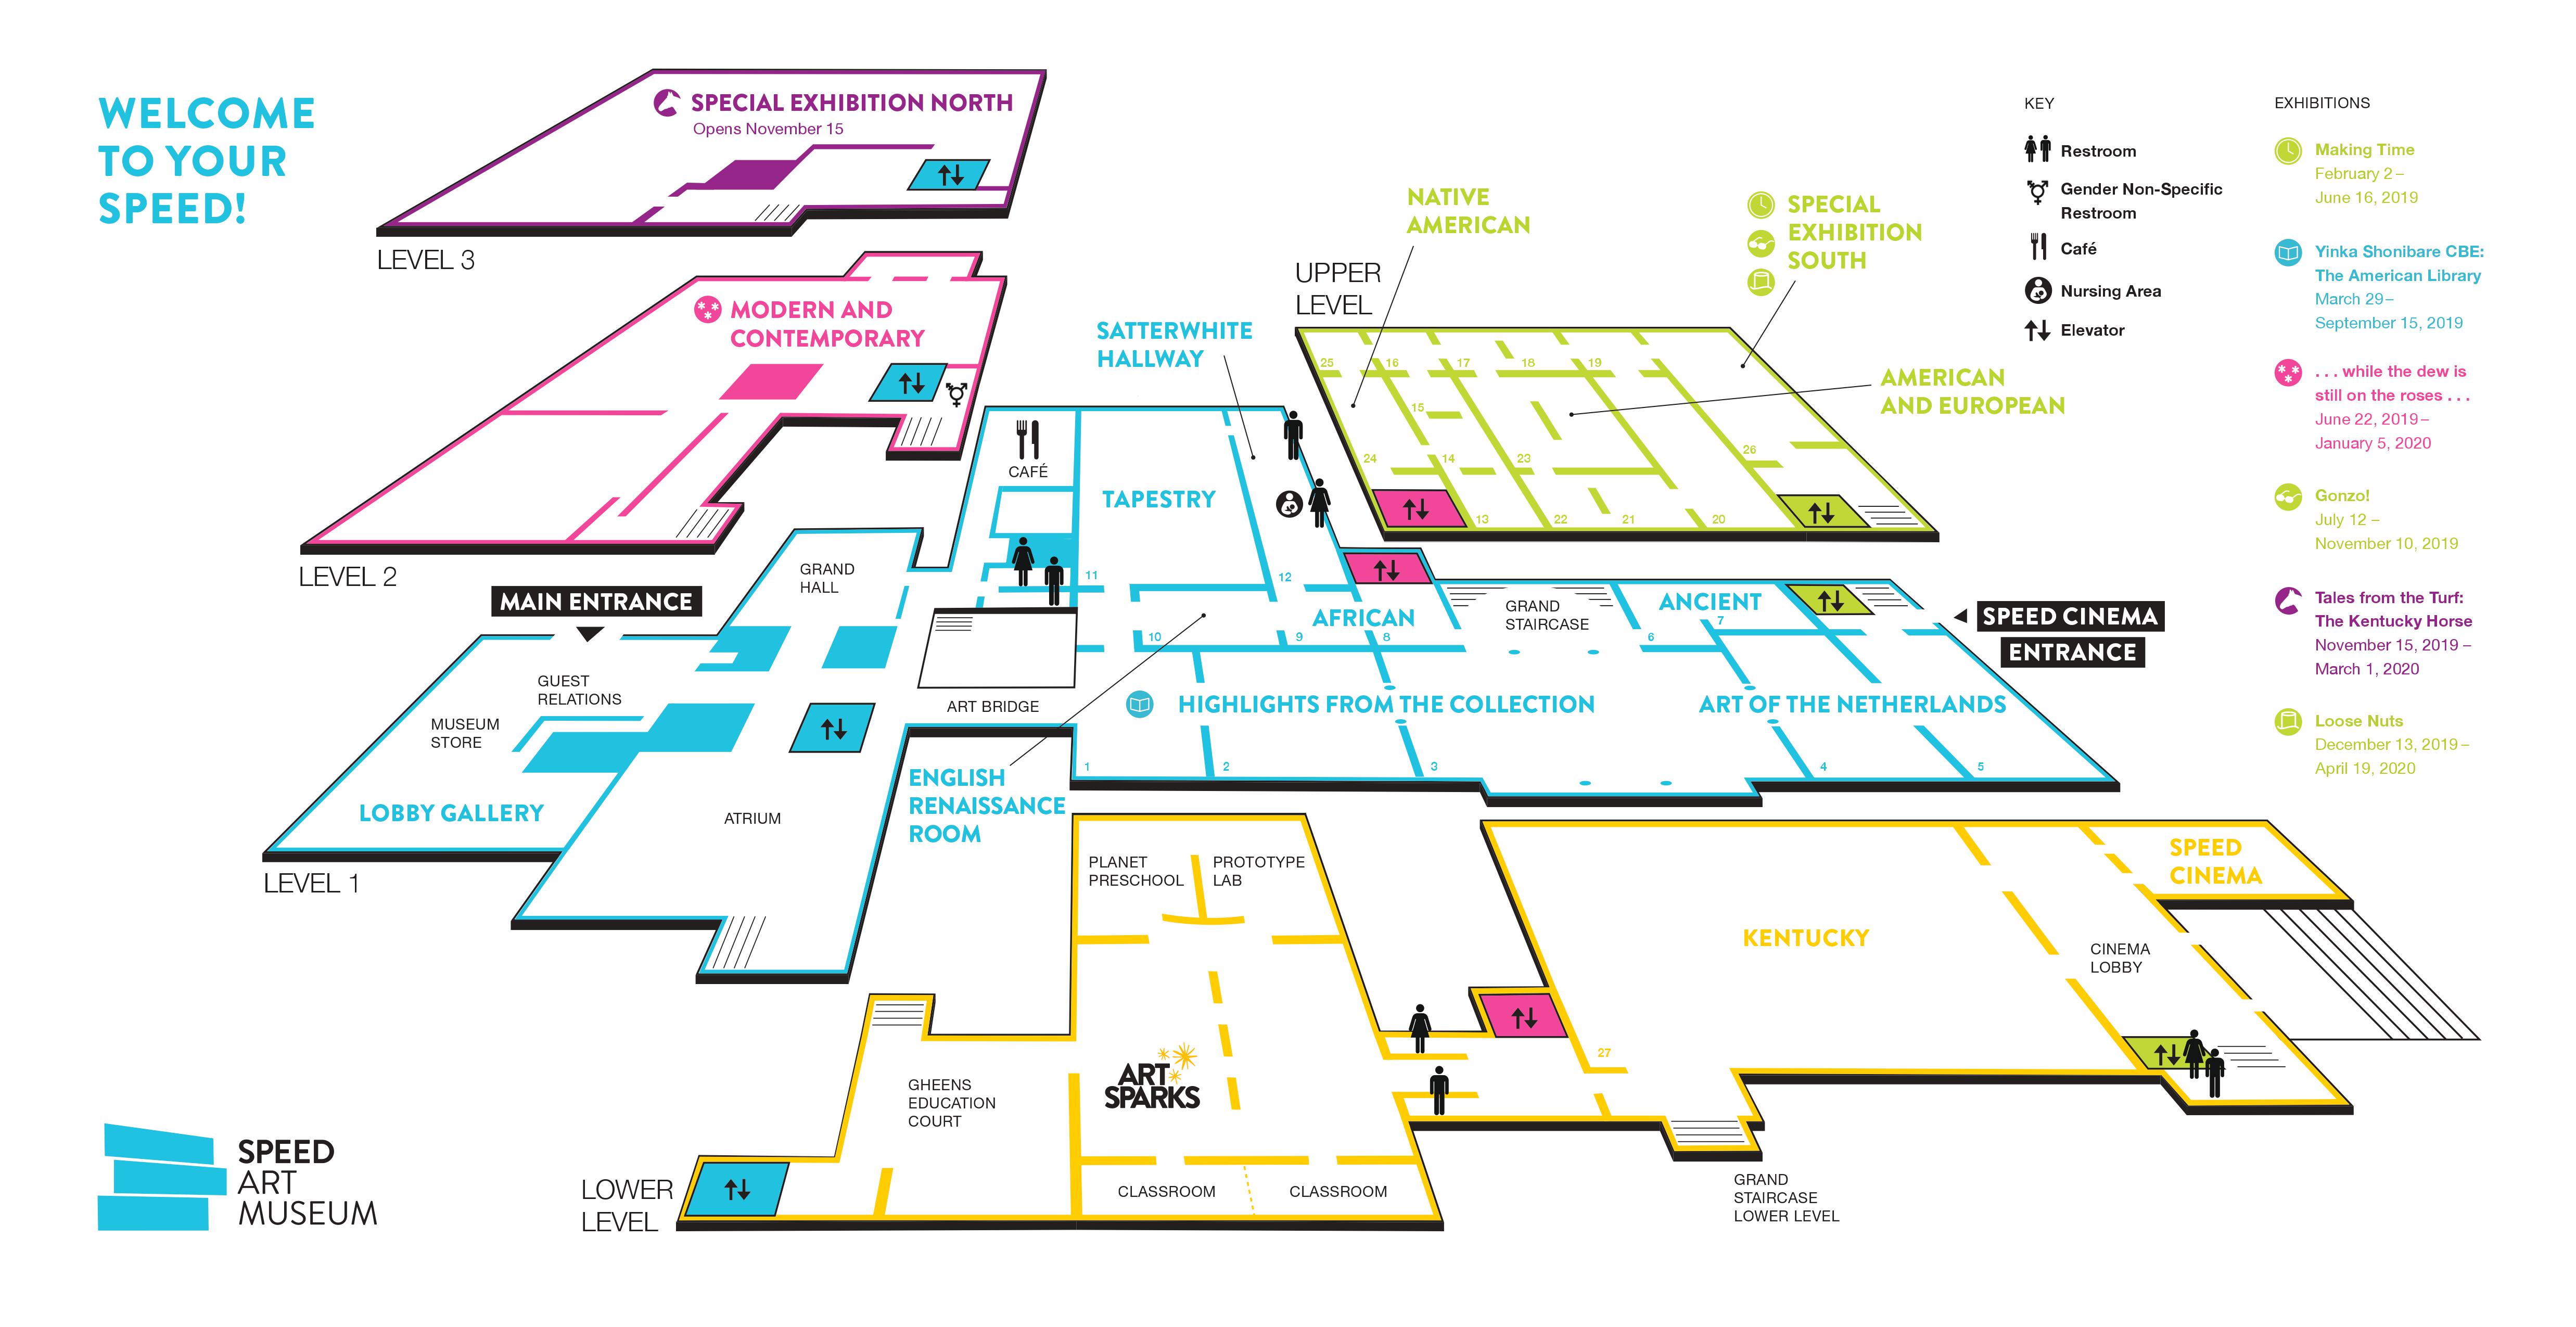 WELCOME
TO YOUR
SPEED!
SPECIAL EXHIBITION NORTH
Opens November 15
LEVEL 3
MODERN AND
CONTEMPORARY
LEVEL 2
MAIN ENTRANCE
GRAND
HALL
GUEST
RELATIONS
MUSEUM
STORE
LOBBY GALLERY
ATRIUM
LEVEL 1
CAFÉ
ART BRIDGE
SATTERWHITE
HALLWAY
TAPESTRY
11
12
AFRICAN
10
9
8
GRAND
STAIRCASE
ANCIENT
7
6
HIGHLIGHTS FROM THE COLLECTION
ART OF THE NETHERLANDS
1
2
3
4
5
ENGLISH
RENAISSANCE
ROOM
SPEED CINEMA
ENTRANCE
UPPER
LEVEL
NATIVE
AMERICAN
SPECIAL
EXHIBITION
SOUTH
AMERICAN
AND EUROPEAN
25
16
17
18
19
15
24
14
23
26
13
22
21
20
LOWER
LEVEL
PLANET
PRESCHOOL
PROTOTYPE
LAB
GHEENS
EDUCATION
COURT
ART
SPARKS
CLASSROOM
CLASSROOM
27
KENTUCKY
CINEMA
LOBBY
SPEED
CINEMA
GRAND
STAIRCASE
LOWER LEVEL
KEY
Restroom
Gender Non-Specific
Restroom
Café
Nursing Area
Elevator
EXHIBITIONS
Making Time
February 2 –
June 16, 2019
Yinka Shonibare CBE:
The American Library
March 29 –
September 15, 2019
. . . while the dew is
still on the roses . . .
June 22, 2019 –
January 5, 2020
Gonzo!
July 12 –
November 10, 2019
Tales from the Turf:
The Kentucky Horse
November 15, 2019 –
March 1, 2020
Loose Nuts
December 13, 2019 –
April 19, 2020
SPEED
ART
MUSEUM